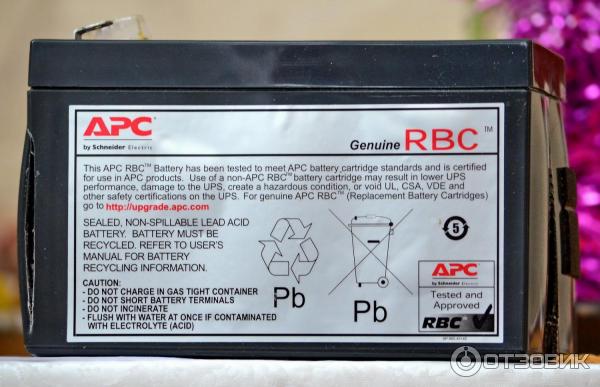 APC
by Schneider Electric
Genuine RBC™
This APC RBC™ Battery has been tested to meet APC battery cartridge standards and is certified
for use in APC products. Use of a non-APC RBC™ battery cartridge may result in lower UPS
performance, damage to the UPS, create a hazardous condition, or void UL, CSA, VDE and
other safety certifications on the UPS. For genuine APC RBC™ (Replacement Battery Cartridges)
go to http://upgrade.apc.com
SEALED, NON-SPILLABLE LEAD ACID
BATTERY. BATTERY MUST BE
RECYCLED. REFER TO USER'S
MANUAL FOR BATTERY
RECYCLING INFORMATION.
CAUTION:
- DO NOT CHARGE IN GAS TIGHT CONTAINER
- DO NOT SHORT BATTERY TERMINALS
- DO NOT INCINERATE
- FLUSH WITH WATER AT ONCE IF CONTAMINATED
WITH ELECTROLYTE (ACID)
Pb
Pb
5
APC
by Schneider Electric
Tested and
Approved
RBC
ОТЗОВИК